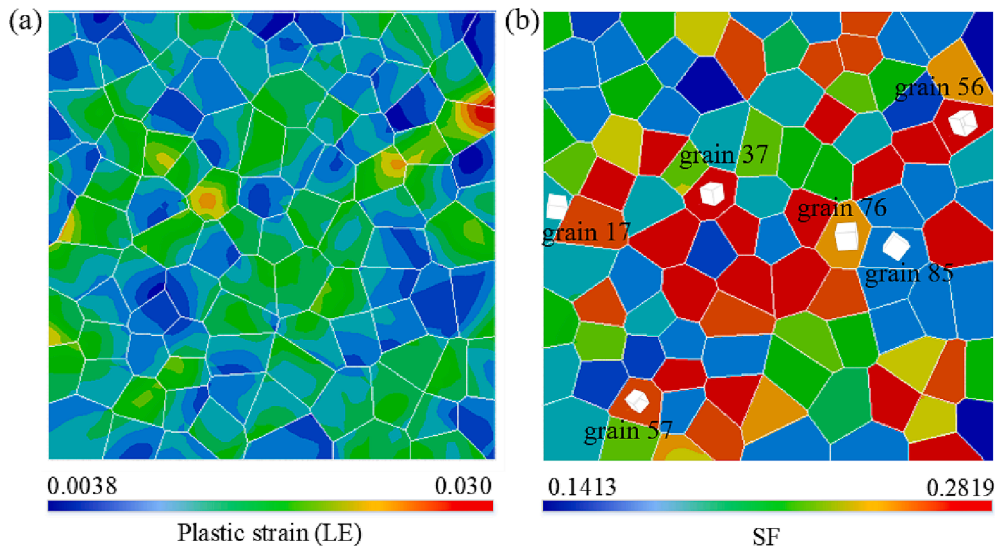 (a)
(b)
grain 56
grain 37
grain 76
grain 17
grain 85
grain 57
0.0038
0.030
0.1413
0.2819
Plastic strain (LE)
SF